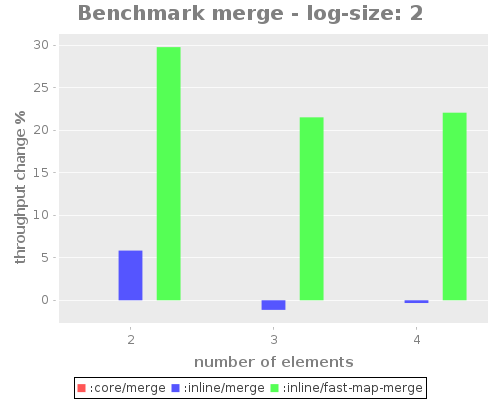 Benchmark merge - log-size: 2
throughput change %
30
25
20
15
10
5
0
2 3 4
number of elements
:core/merge :inline/merge :inline/fast-map-merge